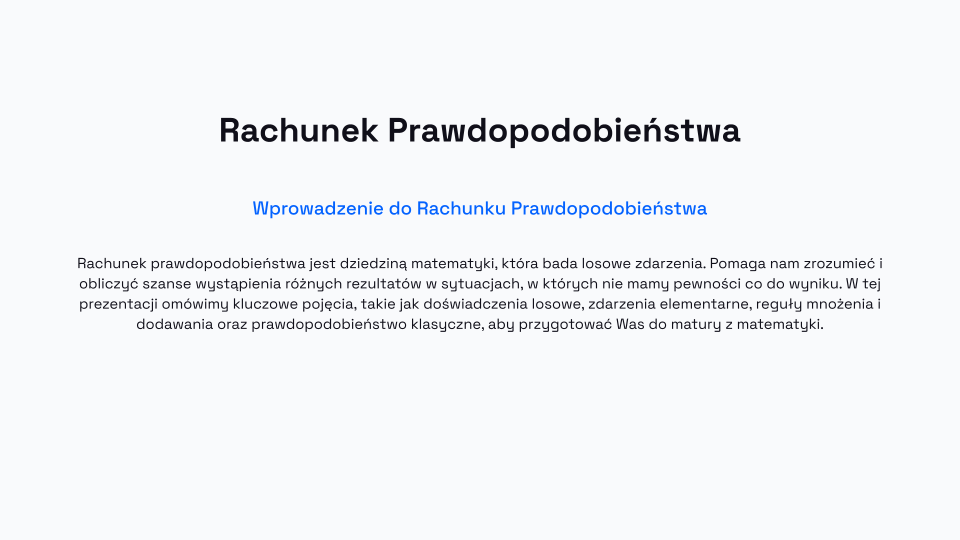 Rachunek Prawdopodobieństwa
Wprowadzenie do Rachunku Prawdopodobieństwa
Rachunek prawdopodobieństwa jest dziedziną matematyki, która bada losowe zdarzenia. Pomaga nam zrozumieć i
obliczyć szanse wystąpienia różnych rezultatów w sytuacjach, w których nie mamy pewności co do wyniku. W tej
prezentacji omówimy kluczowe pojęcia, takie jak doświadczenia losowe, zdarzenia elementarne, reguły mnożenia i
dodawania oraz prawdopodobieństwo klasyczne, aby przygotować Was do matury z matematyki.